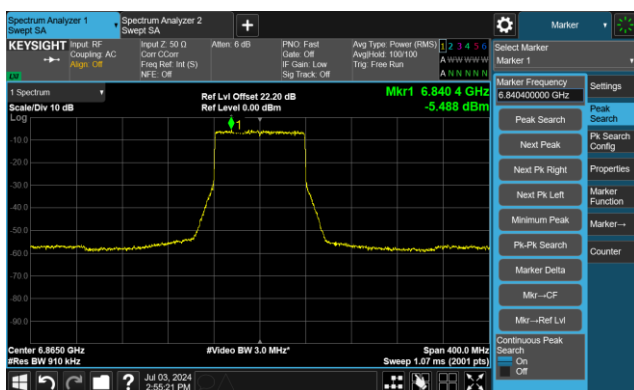 Spectrum Analyzer 1
Swept SA
Spectrum Analyzer 2
Swept SA
+
Marker
KEYSIGHT
Input: RF
Coupling: AC
Align: Off
Input Z: 50 Ω
Corr CCorr
Freq Ref: Int (S)
NFE: Off
Atten: 6 dB
PNO: Fast
Gate: Off
IF Gain: Low
Sig Track: Off
Avg Type: Power (RMS)
Avg|Hold: 100/100
Trig: Free Run
1 2 3 4 5 6
A W W W W W
A N N N N N
LXI
Select Marker
Marker 1
1 Spectrum
Scale/Div 10 dB
Log
Ref Lvl Offset 22.20 dB
Ref Level 0.00 dBm
Mkr1 6.840 4 GHz
-5.488 dBm
1
-10.0
-20.0
-30.0
-40.0
-50.0
-60.0
-70.0
-80.0
-90.0
Center 6.8650 GHz
#Res BW 910 kHz
#Video BW 3.0 MHz*
Span 400.0 MHz
Sweep 1.07 ms (2001 pts)
Marker Frequency
6.840400000 GHz
Peak Search
Next Peak
Next Pk Right
Next Pk Left
Minimum Peak
Pk-Pk Search
Marker Delta
Mkr→CF
Mkr→Ref Lvl
Continuous Peak
Search
On
Off
Settings
Peak
Search
Pk Search
Config
Properties
Marker
Function
Marker→
Counter
?
Jul 03, 2024
2:55:21 PM